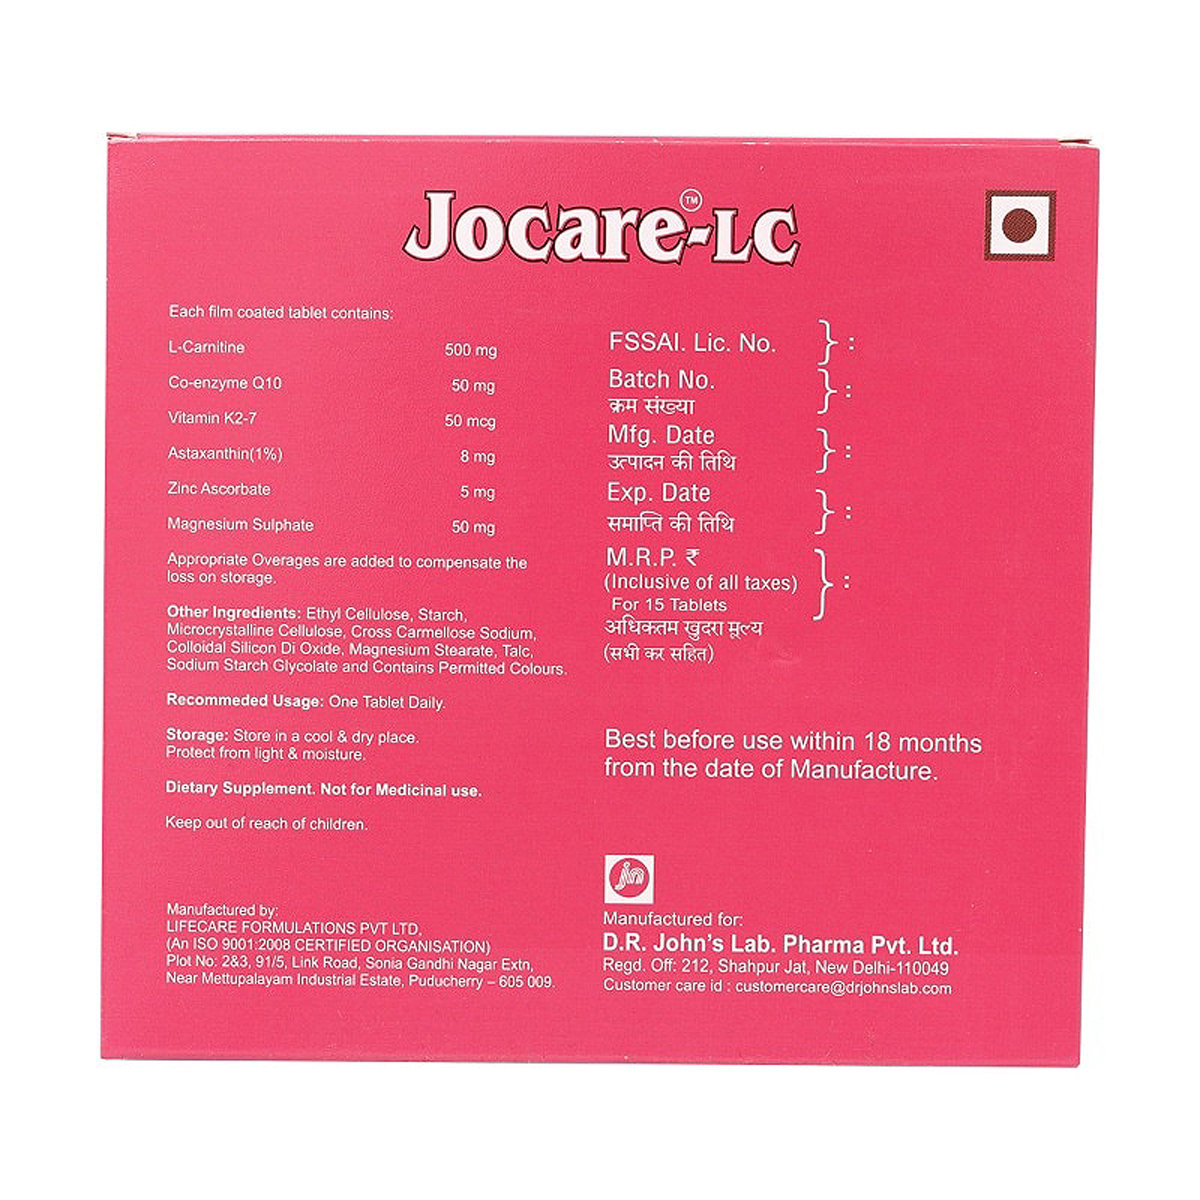 Jocare-LC
TM
Each film coated tablet contains:
L-Carnitine 500 mg
Co-enzyme Q10 50 mg
Vitamin K2-7 50 mcg
Astaxanthin(1%) 8 mg
Zinc Ascorbate 5 mg
Magnesium Sulphate 50 mg
Appropriate Overages are added to compensate the
loss on storage.
Other Ingredients: Ethyl Cellulose, Starch,
Microcrystalline Cellulose, Cross Carmellose Sodium,
Colloidal Silicon Di Oxide, Magnesium Stearate, Talc,
Sodium Starch Glycolate and Contains Permitted Colours.
Recommeded Usage: One Tablet Daily.
Storage: Store in a cool & dry place.
Protect from light & moisture.
Dietary Supplement. Not for Medicinal use.
Keep out of reach of children.
Manufactured by:
LIFECARE FORMULATIONS PVT LTD,
(An ISO 9001:2008 CERTIFIED ORGANISATION)
Plot No: 2&3, 91/5, Link Road, Sonia Gandhi Nagar Extn,
Near Mettupalayam Industrial Estate, Puducherry – 605 009.
FSSAI. Lic. No. } :
Batch No. } :
क्रम संख्या
Mfg. Date } :
उत्पादन की तिथि
Exp. Date } :
समाप्ति की तिथि
M.R.P. ₹ } :
(Inclusive of all taxes)
For 15 Tablets
अधिकतम खुदरा मूल्य
(सभी कर सहित)
Best before use within 18 months
from the date of Manufacture.
jn
Manufactured for:
D.R. John's Lab. Pharma Pvt. Ltd.
Regd. Off: 212, Shahpur Jat, New Delhi-110049
Customer care id : customercare@drjohnslab.com